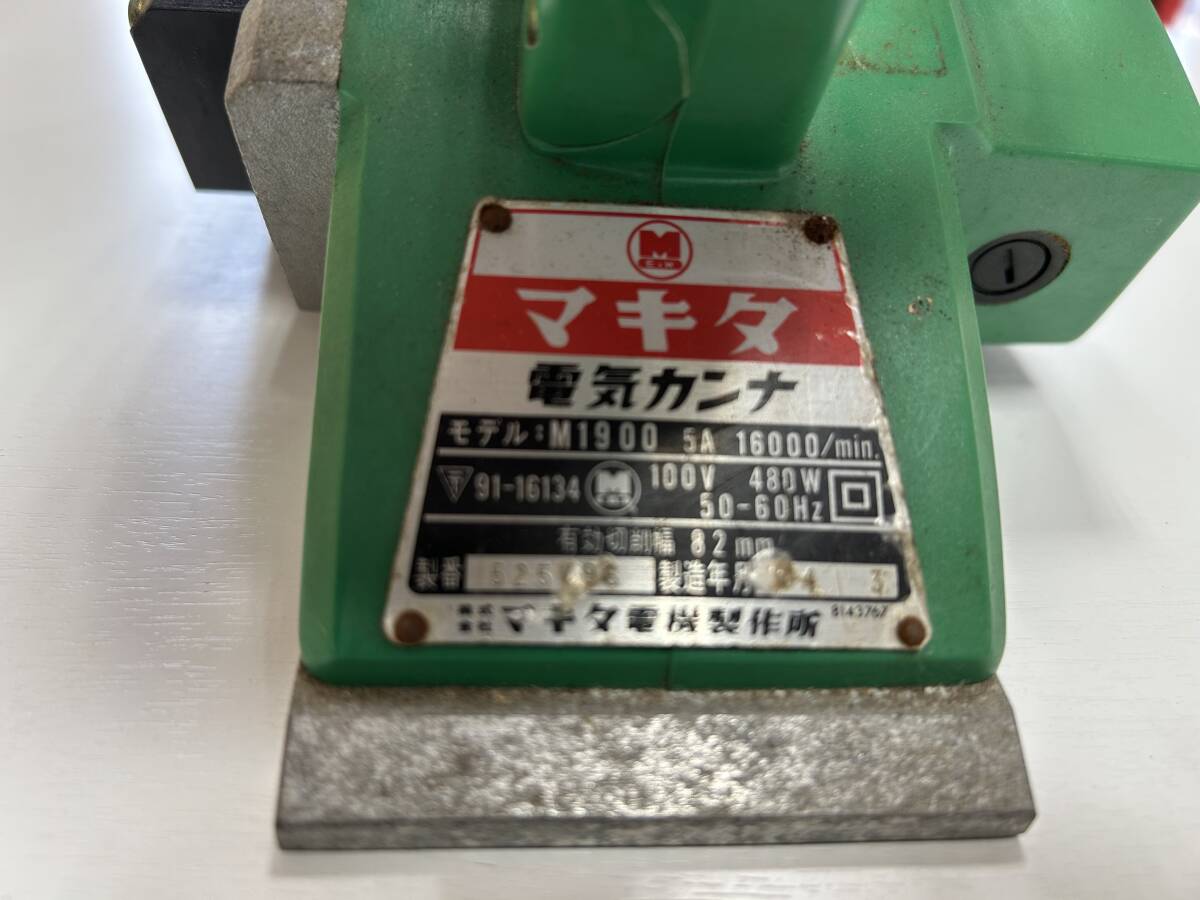 M
マキタ
電気カンナ
モデル:M1900 5A 16000/min.
〒 91-16134 M 100V 480W
50-60Hz
有効切削幅 82mm
製番 製造年月 3
株式会社 マキタ電機製作所 814376Z